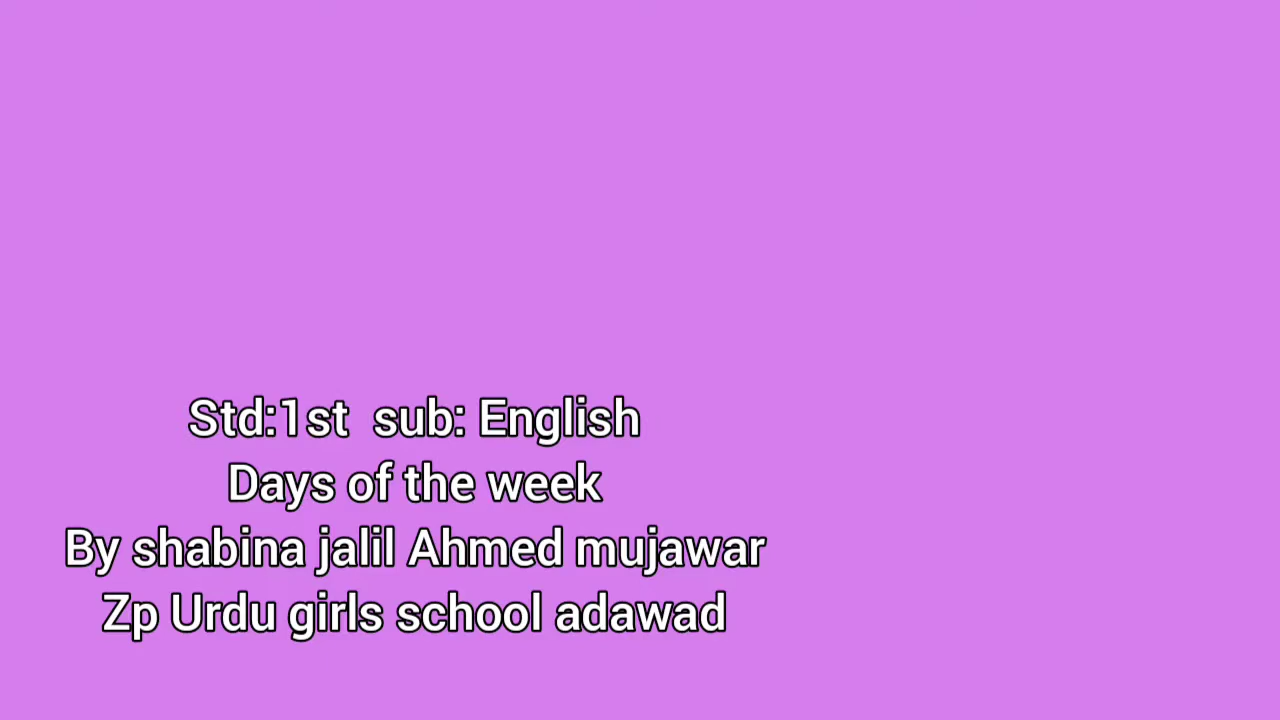 Std:1st  sub: English
Days of the week
By shabina jalil Ahmed mujawar
Zp Urdu girls school adawad